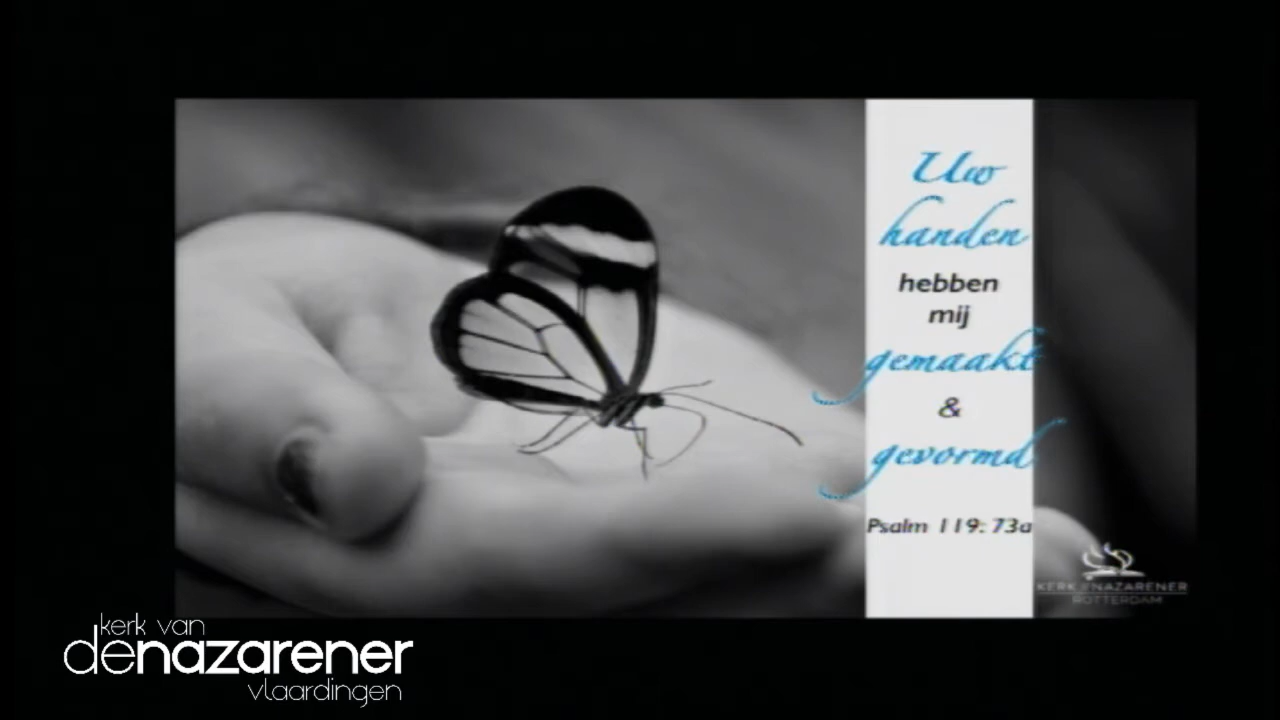 Uw
handen
hebben
mij
gemaakt
&
gevormd
Psalm 119: 73a
KERK NAZARENER
ROTTERDAM
kerk van
denazarener
vlaardingen